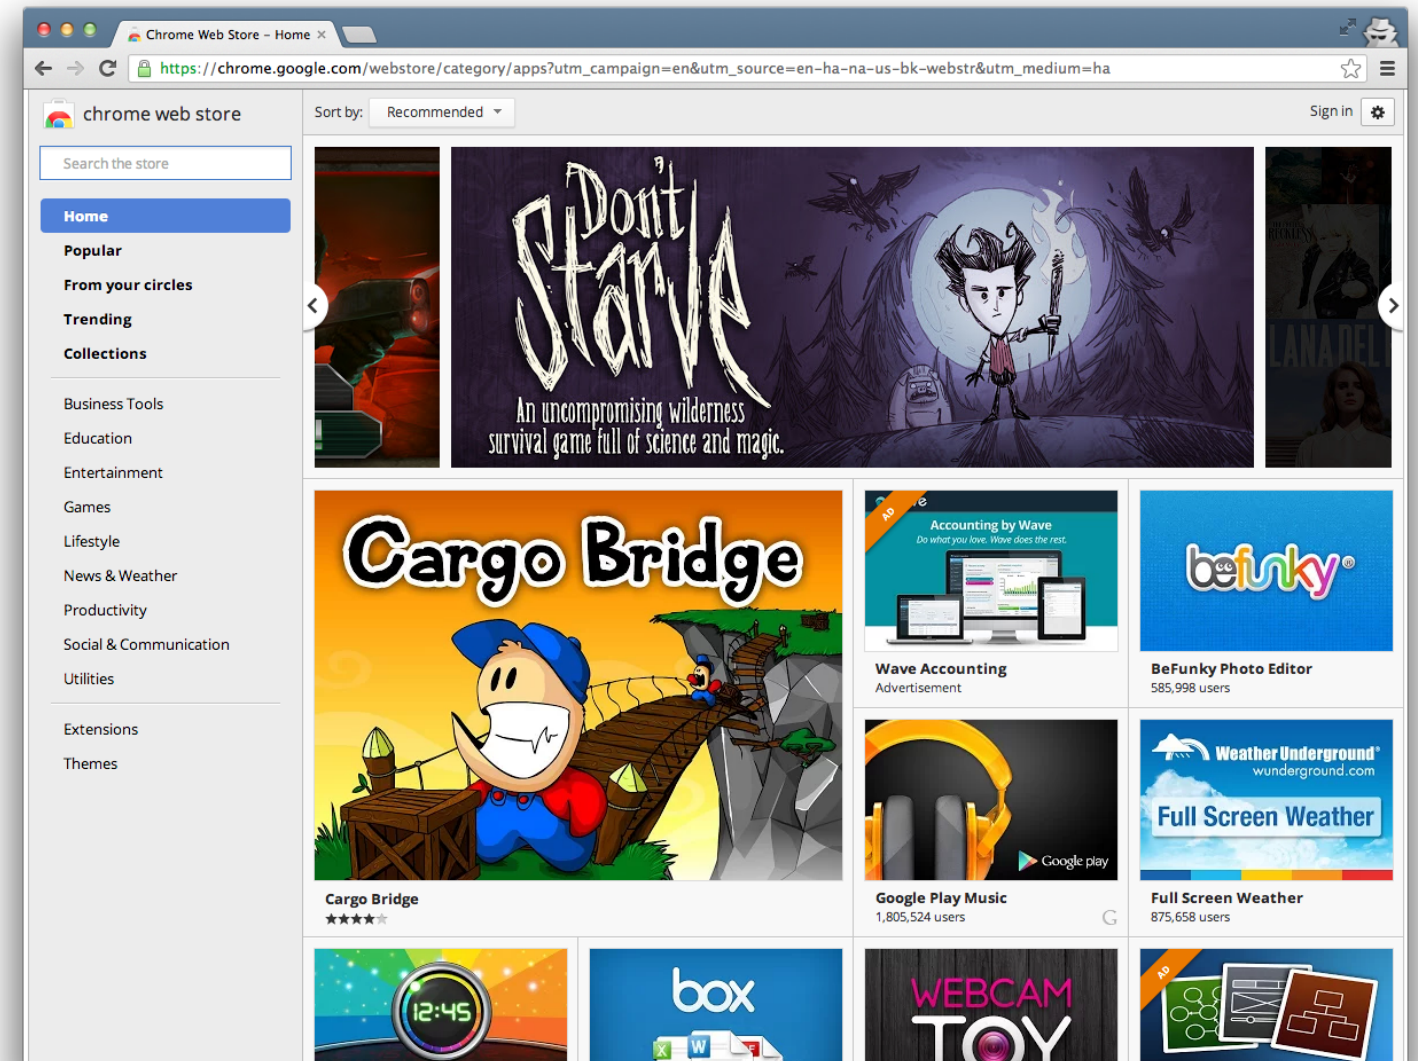 Chrome Web Store – Home ×
https://chrome.google.com/webstore/category/apps?utm_campaign=en&utm_source=en-ha-na-us-bk-webstr&utm_medium=ha
chrome web store
Sort by: Recommended
Sign in
Search the store
Home
Popular
From your circles
Trending
Collections
Business Tools
Education
Entertainment
Games
Lifestyle
News & Weather
Productivity
Social & Communication
Utilities
Extensions
Themes
Don't
Starve
An uncompromising wilderness
survival game full of science and magic.
LANA DEL
Cargo Bridge
Cargo Bridge
AD
Accounting by Wave
Do what you love. Wave does the rest.
Wave Accounting
Advertisement
befunky®
BeFunky Photo Editor
585,998 users
Google play
Google Play Music
1,805,524 users
G
Weather Underground®
wunderground.com
Full Screen Weather
Full Screen Weather
875,658 users
12:45
box
X W
WEBCAM
TOY
AD